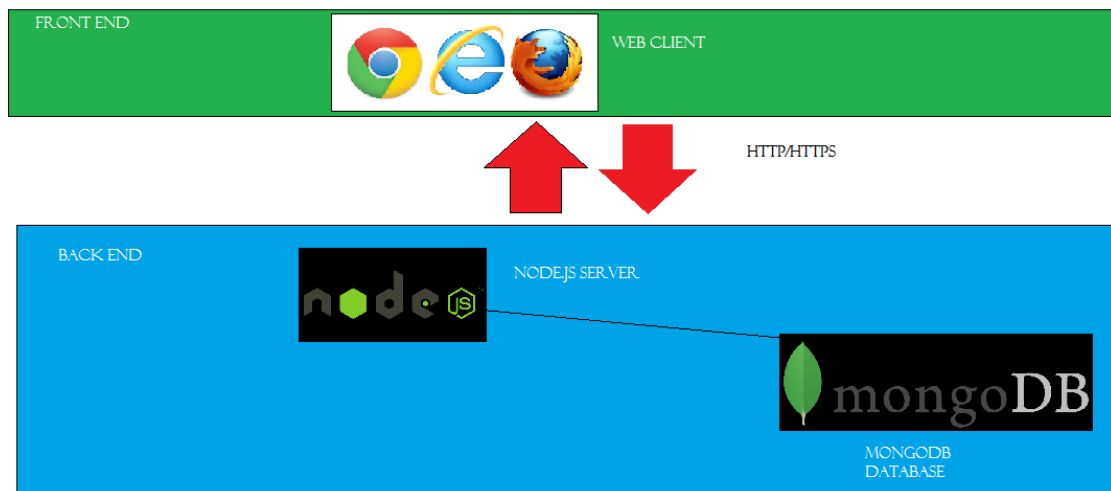 FRONT END
WEB CLIENT
HTTP/HTTPS
BACK END
NODE.JS SERVER
node JS
mongoDB
MONGODB
DATABASE